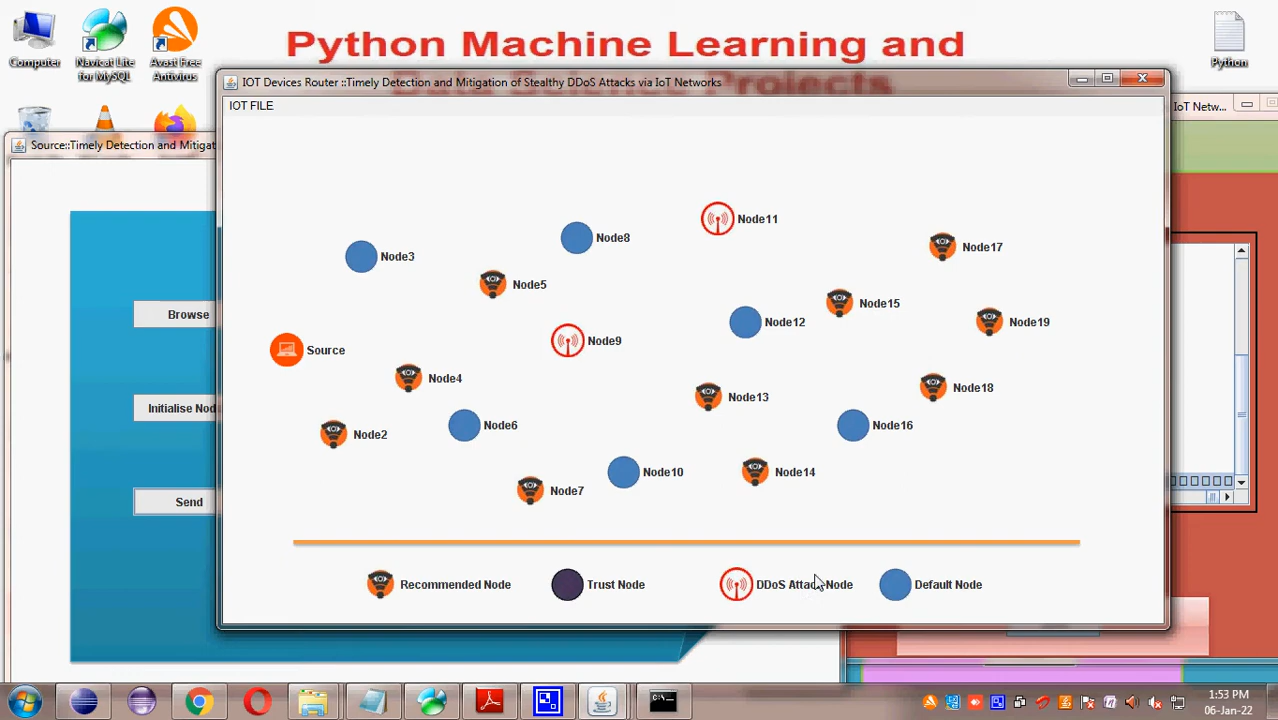 Python Machine Learning and
Computer
Navicat Lite
for MySQL
Avast Free
Antivirus
Python
IOT Devices Router ::Timely Detection and Mitigation of Stealthy DDoS Attacks via IoT Networks
IOT FILE
IoT Netw...
Source::Timely Detection and Mitigat
Node11
Node8
Node17
Node3
Node5
Node15
Node12
Node19
Browse
Node9
Source
Node4
Node18
Node13
Initialise Nod
Node6
Node16
Node2
Node10
Node14
Node7
Send
Recommended Node
Trust Node
DDoS Attack Node
Default Node
1:53 PM
06-Jan-22